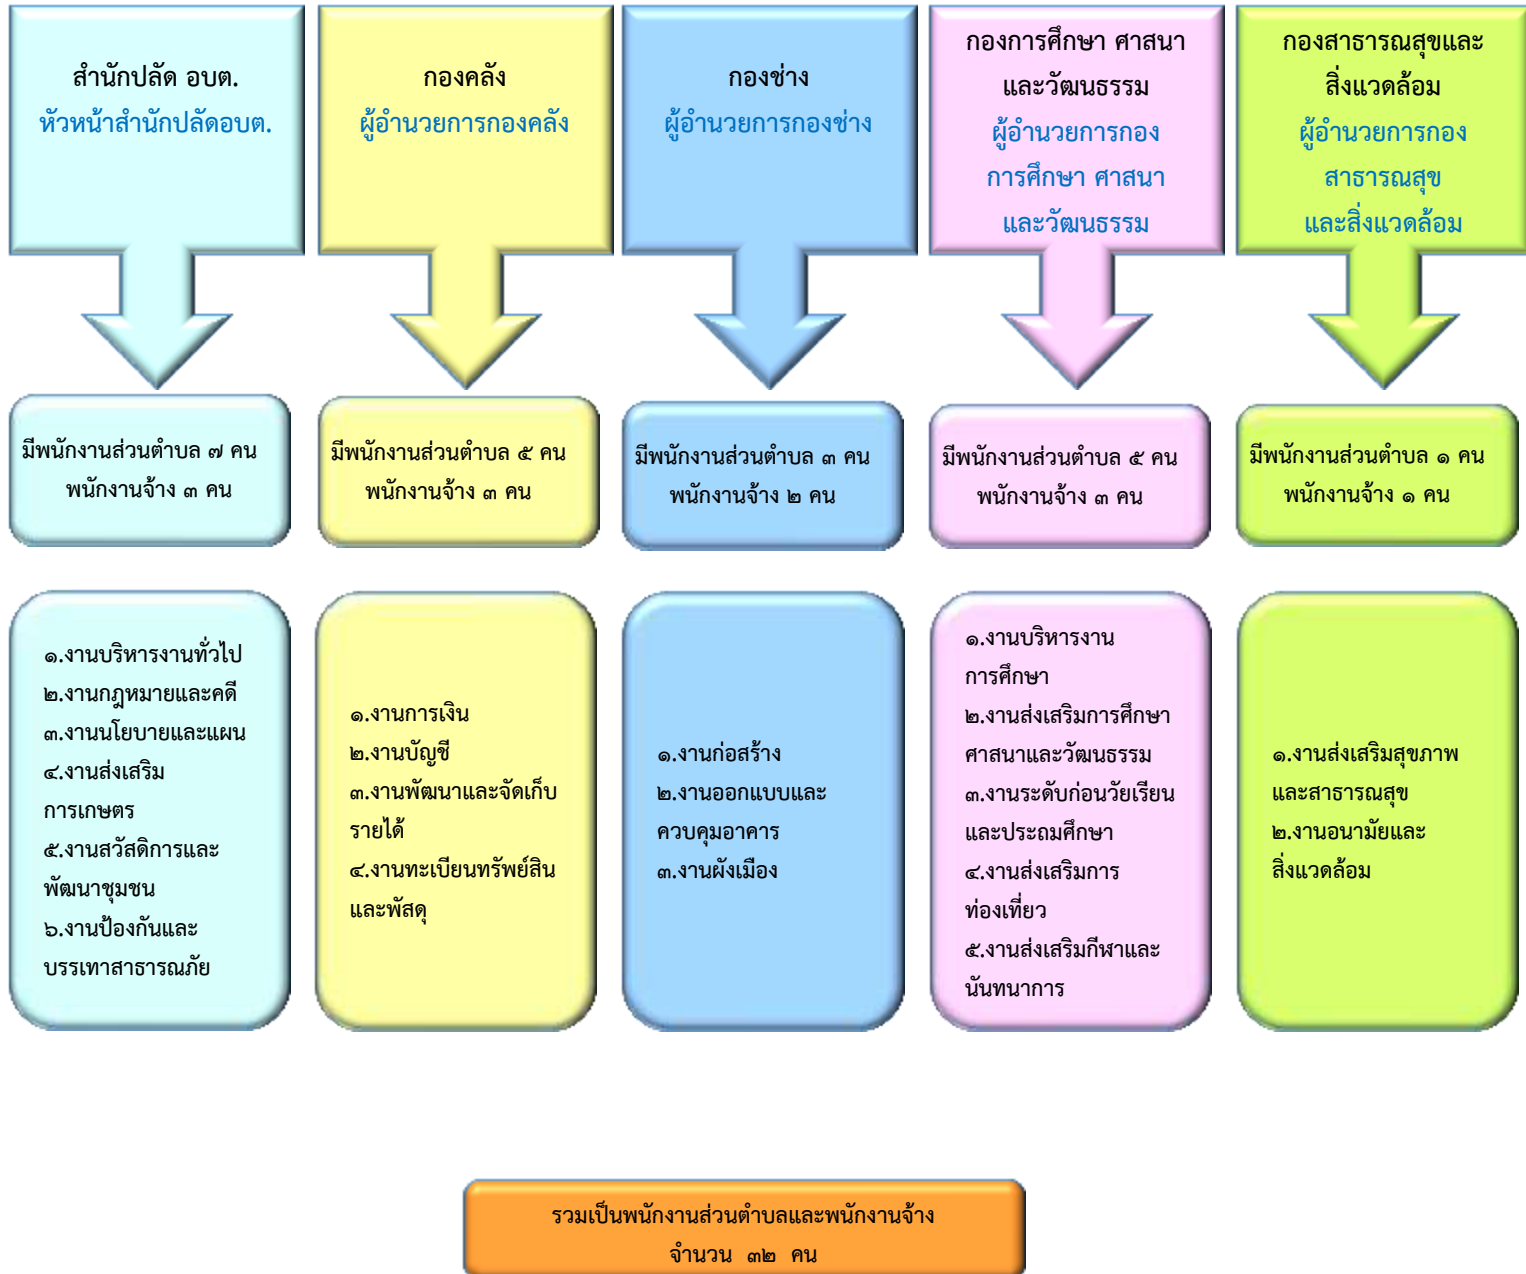 สำนักปลัด อบต.
หัวหน้าสำนักปลัดอบต.
กองคลัง
ผู้อำนวยการกองคลัง
กองช่าง
ผู้อำนวยการกองช่าง
กองการศึกษา ศาสนา
และวัฒนธรรม
ผู้อำนวยการกอง
การศึกษา ศาสนา
และวัฒนธรรม
กองสาธารณสุขและ
สิ่งแวดล้อม
ผู้อำนวยการกอง
สาธารณสุข
และสิ่งแวดล้อม
มีพนักงานส่วนตำบล ๗ คน
พนักงานจ้าง ๓ คน
มีพนักงานส่วนตำบล ๕ คน
พนักงานจ้าง ๓ คน
มีพนักงานส่วนตำบล ๓ คน
พนักงานจ้าง ๒ คน
มีพนักงานส่วนตำบล ๕ คน
พนักงานจ้าง ๓ คน
มีพนักงานส่วนตำบล ๑ คน
พนักงานจ้าง ๑ คน
๑.งานบริหารงานทั่วไป
๒.งานกฎหมายและคดี
๓.งานนโยบายและแผน
๔.งานส่งเสริม
การเกษตร
๕.งานสวัสดิการและ
พัฒนาชุมชน
๖.งานป้องกันและ
บรรเทาสาธารณภัย
๑.งานการเงิน
๒.งานบัญชี
๓.งานพัฒนาและจัดเก็บ
รายได้
๔.งานทะเบียนทรัพย์สิน
และพัสดุ
๑.งานก่อสร้าง
๒.งานออกแบบและ
ควบคุมอาคาร
๓.งานผังเมือง
๑.งานบริหารงาน
การศึกษา
๒.งานส่งเสริมการศึกษา
ศาสนาและวัฒนธรรม
๓.งานระดับก่อนวัยเรียน
และประถมศึกษา
๔.งานส่งเสริมการ
ท่องเที่ยว
๕.งานส่งเสริมกีฬาและ
นันทนาการ
๑.งานส่งเสริมสุขภาพ
และสาธารณสุข
๒.งานอนามัยและ
สิ่งแวดล้อม
รวมเป็นพนักงานส่วนตำบลและพนักงานจ้าง
จำนวน ๓๒ คน